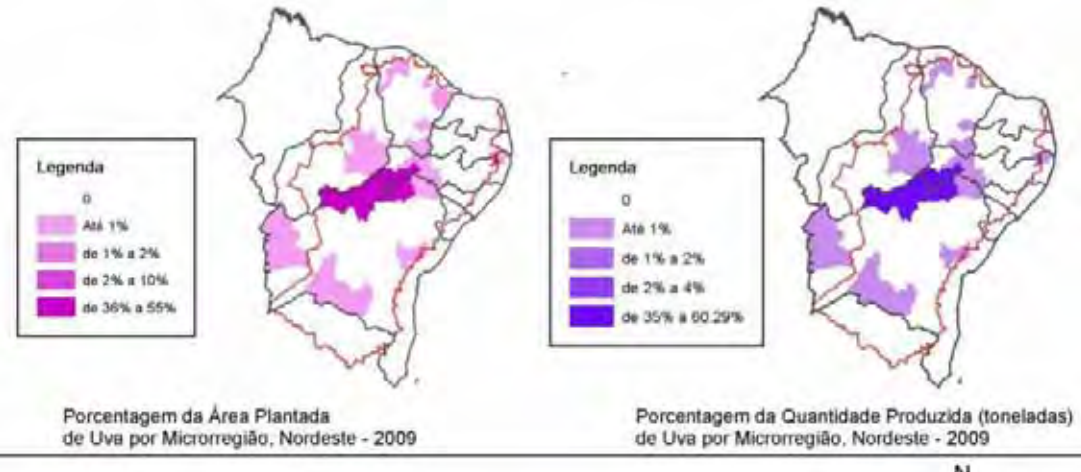 Legenda
0
Até 1%
de 1% a 2%
de 2% a 10%
de 36% a 55%
Porcentagem da Área Plantada
de Uva por Microrregião, Nordeste - 2009
Legenda
0
Até 1%
de 1% a 2%
de 2% a 4%
de 35% a 60.29%
Porcentagem da Quantidade Produzida (toneladas)
de Uva por Microrregião, Nordeste - 2009
N